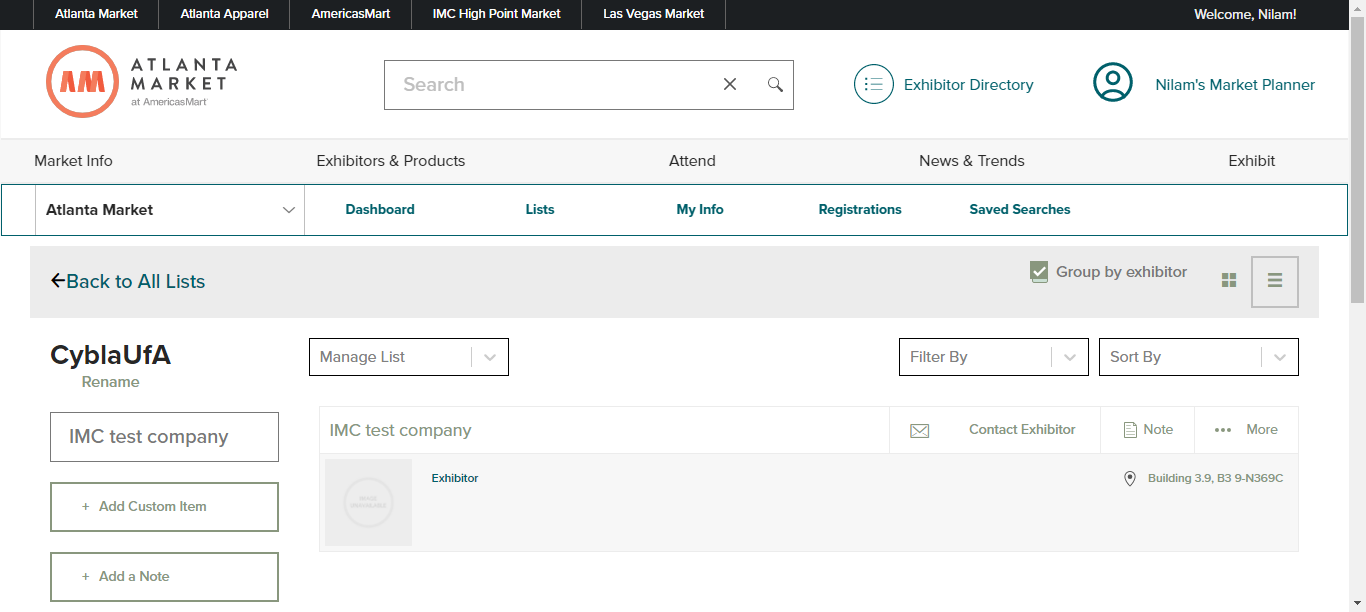 Atlanta Market Atlanta Apparel AmericasMart IMC High Point Market Las Vegas Market Welcome, Nilam!
AM ATLANTA MARKET at AmericasMart
Search
Exhibitor Directory
Nilam's Market Planner
Market Info Exhibitors & Products Attend News & Trends Exhibit
Atlanta Market Dashboard Lists My Info Registrations Saved Searches
Back to All Lists
Group by exhibitor
CyblaUfA
Rename
Manage List
Filter By
Sort By
IMC test company
+ Add Custom Item
+ Add a Note
IMC test company
Contact Exhibitor
Note
More
Exhibitor
Building 3.9, B3 9-N369C